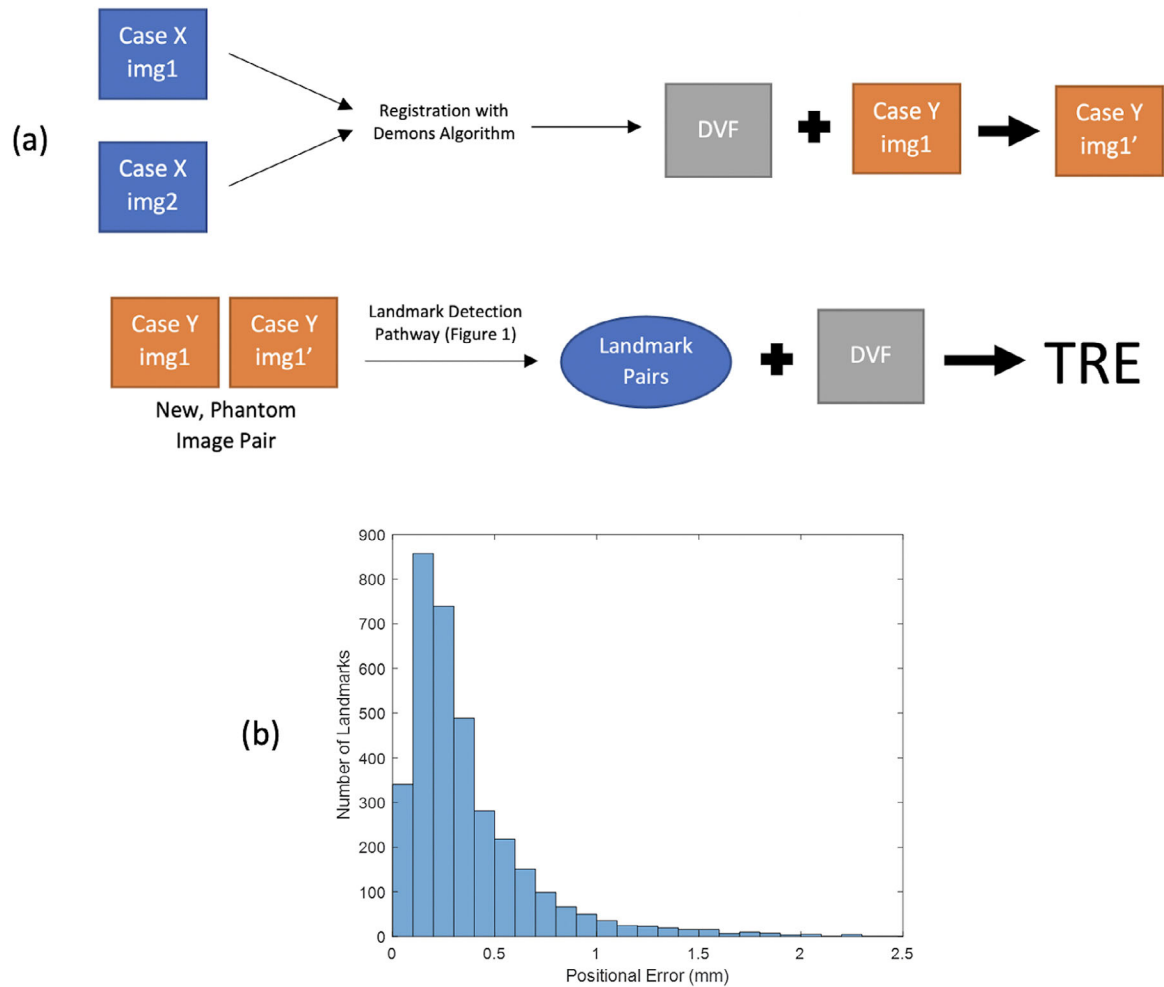 (a)
Case X
img1
Case X
img2
Registration with
Demons Algorithm
DVF
Case Y
img1
Case Y
img1’
Case Y
img1
Case Y
img1’
New, Phantom
Image Pair
Landmark Detection
Pathway (Figure 1)
Landmark
Pairs
DVF
TRE
(b)
Number of Landmarks
900
800
700
600
500
400
300
200
100
0
0
0.5
1
1.5
2
2.5
Positional Error (mm)